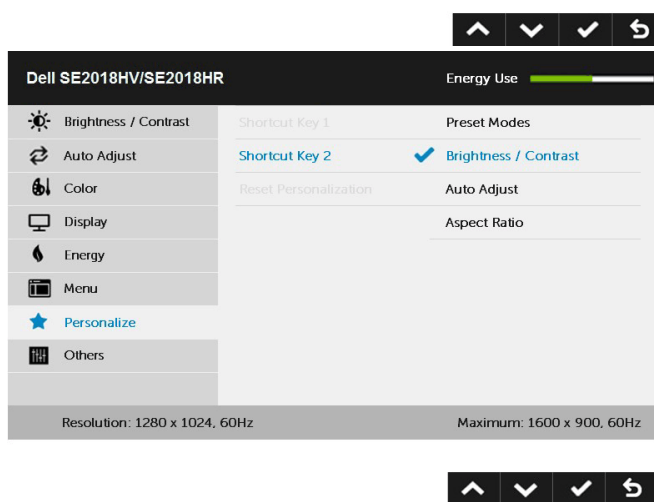 Dell SE2018HV/SE2018HR Energy Use
Brightness / Contrast Shortcut Key 1 Preset Modes
Auto Adjust Shortcut Key 2 Brightness / Contrast
Color Reset Personalization Auto Adjust
Display Aspect Ratio
Energy
Menu
Personalize
Others
Resolution: 1280 x 1024, 60Hz Maximum: 1600 x 900, 60Hz